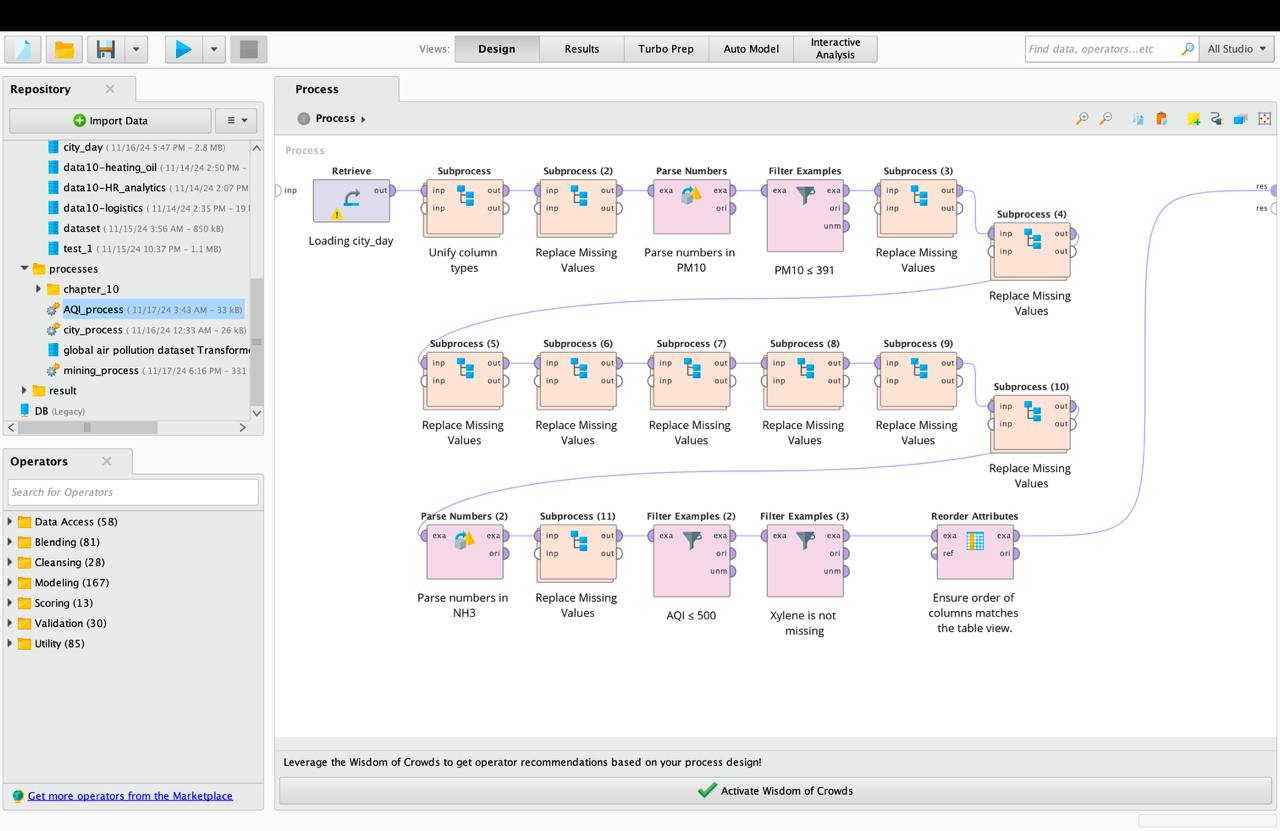 Views:
Design
Results
Turbo Prep
Auto Model
Interactive
Analysis
Find data, operators...etc
All Studio
Repository
Import Data
city_day (11/16/24 5:47 PM – 2.8 MB)
data10-heating_oil (11/14/24 2:50 PM –
data10-HR_analytics (11/14/24 2:07 PM
data10-logistics (11/14/24 2:35 PM – 19
dataset (11/15/24 3:56 AM – 850 kB)
test_1 (11/15/24 10:37 PM – 1.1 MB)
processes
chapter_10
AQI_process (11/17/24 3:43 AM – 33 kB)
city_process (11/16/24 12:33 AM – 26 kB)
global air pollution dataset Transforme
mining_process (11/17/24 6:16 PM – 331
result
DB (Legacy)
Operators
Search for Operators
Data Access (58)
Blending (81)
Cleansing (28)
Modeling (167)
Scoring (13)
Validation (30)
Utility (85)
Get more operators from the Marketplace
Process
Process
Process
inp
Retrieve
out
Loading city_day
Subprocess
inp out
inp out
Unify column
types
Subprocess (2)
inp out
inp out
Replace Missing
Values
Parse Numbers
exa exa
ori
Parse numbers in
PM10
Filter Examples
exa exa
ori
unm
PM10 ≤ 391
Subprocess (3)
inp out
inp out
Replace Missing
Values
Subprocess (4)
inp out
inp out
Replace Missing
Values
res
res
Subprocess (5)
inp out
inp out
Replace Missing
Values
Subprocess (6)
inp out
inp out
Replace Missing
Values
Subprocess (7)
inp out
inp out
Replace Missing
Values
Subprocess (8)
inp out
inp out
Replace Missing
Values
Subprocess (9)
inp out
inp out
Replace Missing
Values
Subprocess (10)
inp out
inp out
Replace Missing
Values
Parse Numbers (2)
exa exa
ori
Parse numbers in
NH3
Subprocess (11)
inp out
inp out
Replace Missing
Values
Filter Examples (2)
exa exa
ori
unm
AQI ≤ 500
Filter Examples (3)
exa exa
ori
unm
Xylene is not
missing
Reorder Attributes
exa exa
ref ori
Ensure order of
columns matches
the table view.
Leverage the Wisdom of Crowds to get operator recommendations based on your process design!
Activate Wisdom of Crowds